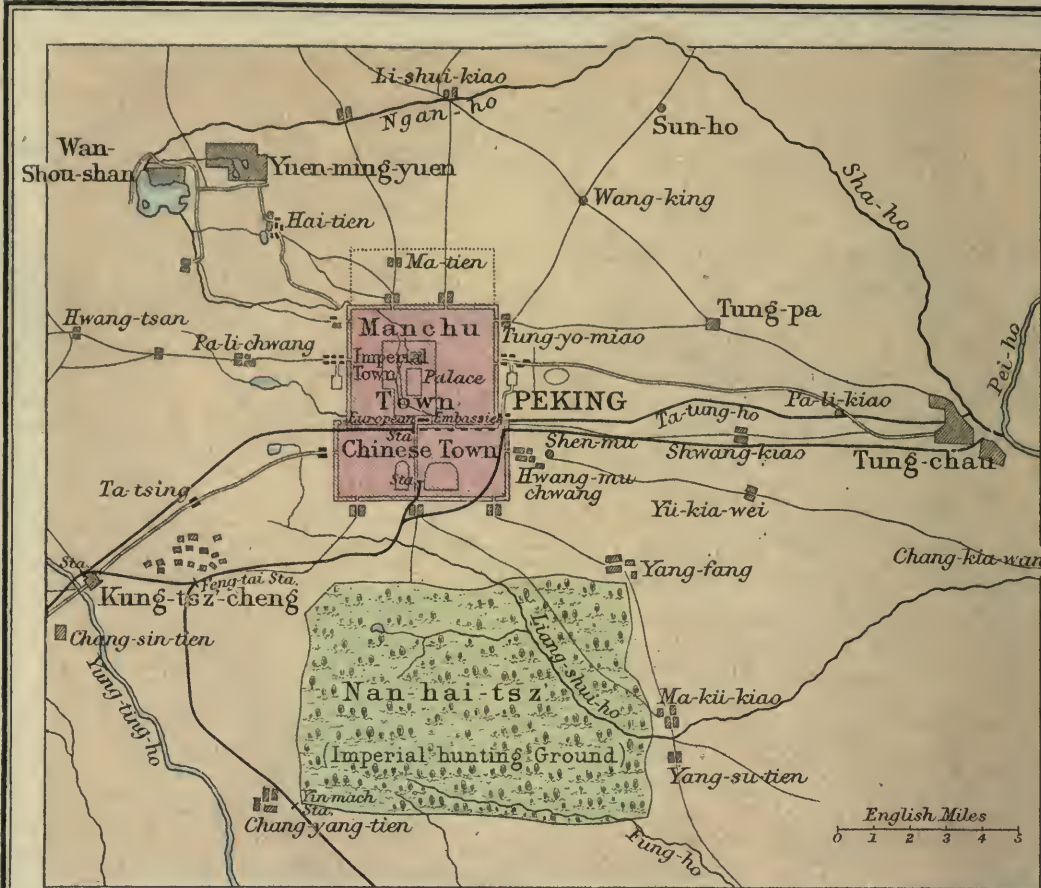 Li-shui-kiao
Ngan-ho
Sun-ho
Wan-
Shou-shan
Yuen-ming-yuen
Sha-ho
Wang-king
Hai-tien
Ma-tien
Pei-ho
Tung-pa
Hwang-tsan
Manchu
Tung-yo-miao
Pa-li-chwang
Imperial
Town
Palace
Town
PEKING
Pa-li-kiao
European Embassies
Ta-tung-ho
Sta.
Chinese Town
Shen-mu
Shwang-kiao
Tung-chau
Sta.
Hwang-mu
chwang
Ta-tsing
Yü-kia-wei
Chang-kia-wan
Sta.
Feng-tai Sta.
Yang-fang
Kung-tsz-cheng
Chang-sin-tien
Liang-shui-ho
Yung-ting-ho
Nan-hai-tsz
Ma-kü-kiao
(Imperial hunting Ground)
Yang-su-tien
Yin-mach
Sta.
Chang-yang-tien
Fung-ho
English Miles
0 1 2 3 4 5